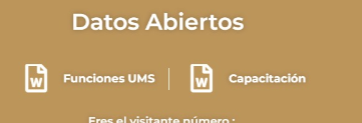 Datos Abiertos
W Funciones UMS W Capacitación
Eres el visitante número :